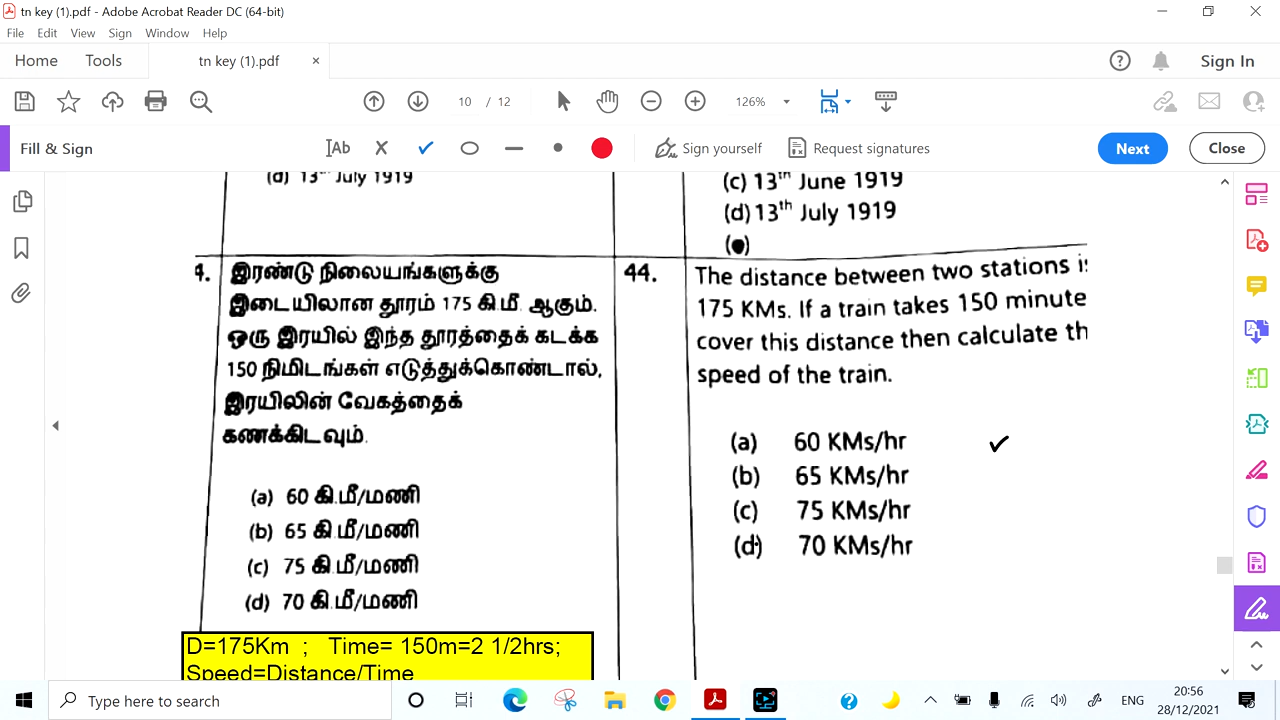 tn key (1).pdf - Adobe Acrobat Reader DC (64-bit)
File Edit View Sign Window Help
Home Tools tn key (1).pdf × Sign In
10 / 12 126%
Fill & Sign Sign yourself Request signatures Next Close
(d) 13th July 1919
(c) 13th June 1919
(d) 13th July 1919
4. இரண்டு நிலையங்களுக்கு
இடையிலான தூரம் 175 கி.மீ. ஆகும்.
ஒரு இரயில் இந்த தூரத்தைக் கடக்க
150 நிமிடங்கள் எடுத்துக்கொண்டால்,
இரயிலின் வேகத்தைக்
கணக்கிடவும்.
(a) 60 கி.மீ/மணி
(b) 65 கி.மீ/மணி
(c) 75 கி.மீ/மணி
(d) 70 கி.மீ/மணி
D=175Km ; Time= 150m=2 1/2hrs;
Speed=Distance/Time
44. The distance between two stations is
175 KMs. If a train takes 150 minute
cover this distance then calculate th
speed of the train.
(a) 60 KMs/hr ✓
(b) 65 KMs/hr
(c) 75 KMs/hr
(d) 70 KMs/hr
Type here to search
ENG 20:56
28/12/2021